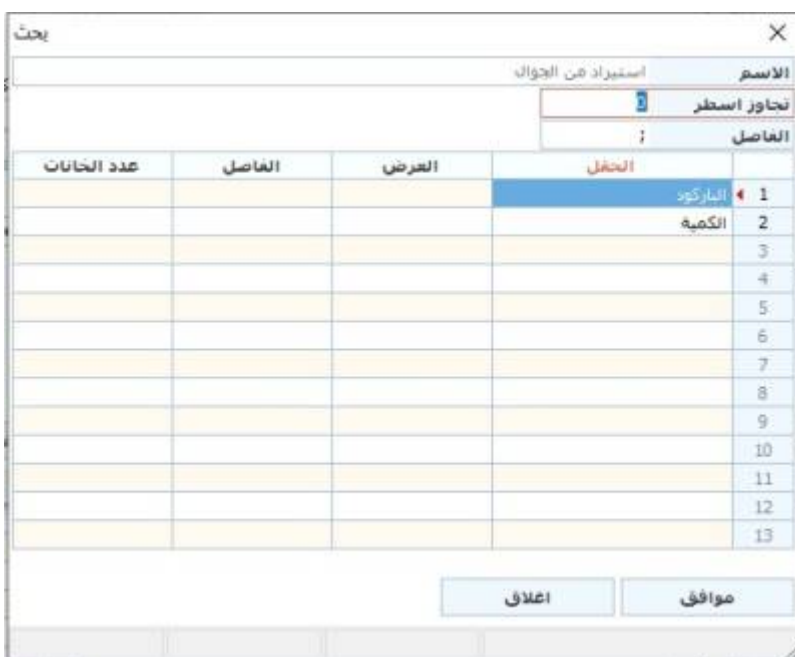 يحث
الاسم استيراد من الجوال
تجاوز اسطر 0
الفاصل ;
الحقل العرض الفاصل عدد الخانات
1 الباركود
2 الكمية
3
4
5
6
7
8
9
10
11
12
13
موافق اغلاق